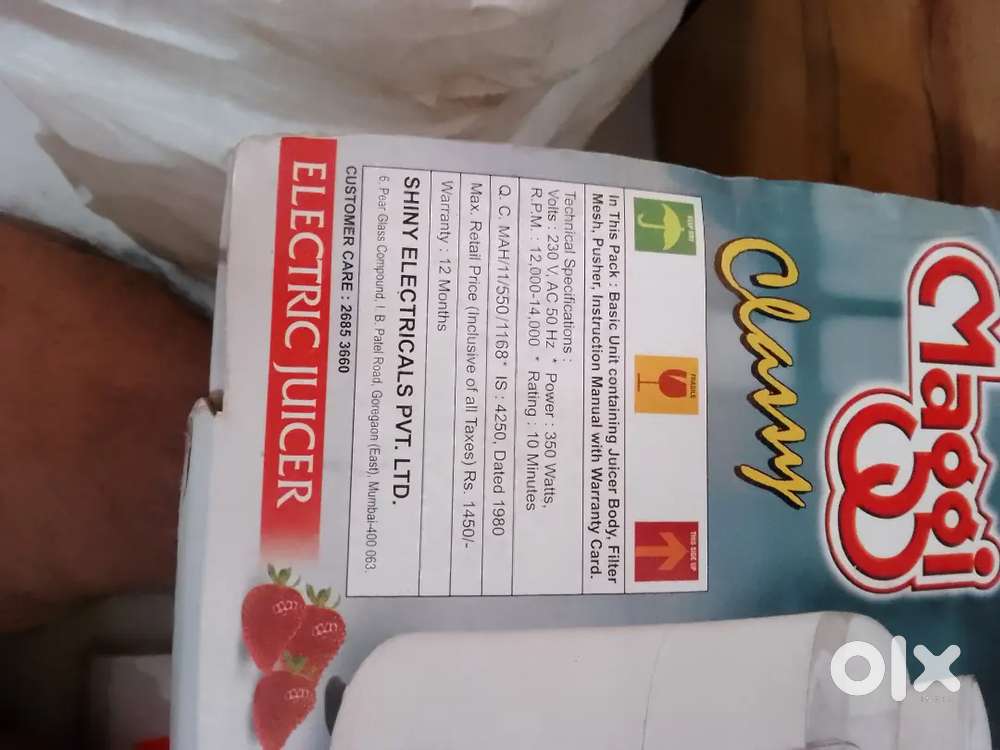 Maggi
Classy
KEEP DRY
FRAGILE
THIS SIDE UP
In This Pack : Basic Unit containing Juicer Body, Filter
Mesh, Pusher, Instruction Manual with Warranty Card.
Technical Specifications :
Volts : 230 V, AC 50 Hz * Power : 350 Watts,
R.P.M. : 12,000-14,000 * Rating : 10 Minutes
Q. C. MAH/11/550/1168* IS : 4250, Dated 1980
Max. Retail Price (Inclusive of all Taxes) Rs. 1450/-
Warranty : 12 Months
SHINY ELECTRICALS PVT. LTD.
6, Pear Glass Compound, I. B. Patel Road, Goregaon (East), Mumbai-400 063.
CUSTOMER CARE : 2685 3660
ELECTRIC JUICER
olx